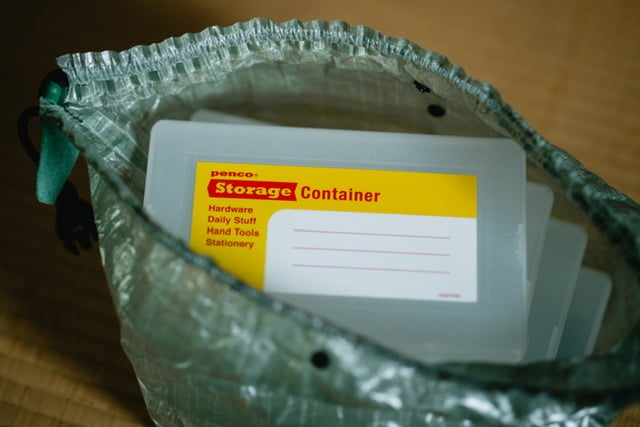 penco®
Storage Container
Hardware
Daily Stuff
Hand Tools
Stationery